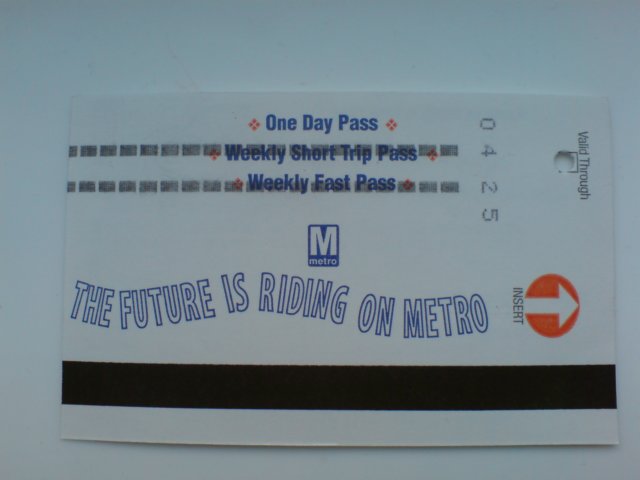 One Day Pass
Weekly Short Trip Pass
Weekly Fast Pass
M
metro
THE FUTURE IS RIDING ON METRO
0425
Valid Through
INSERT